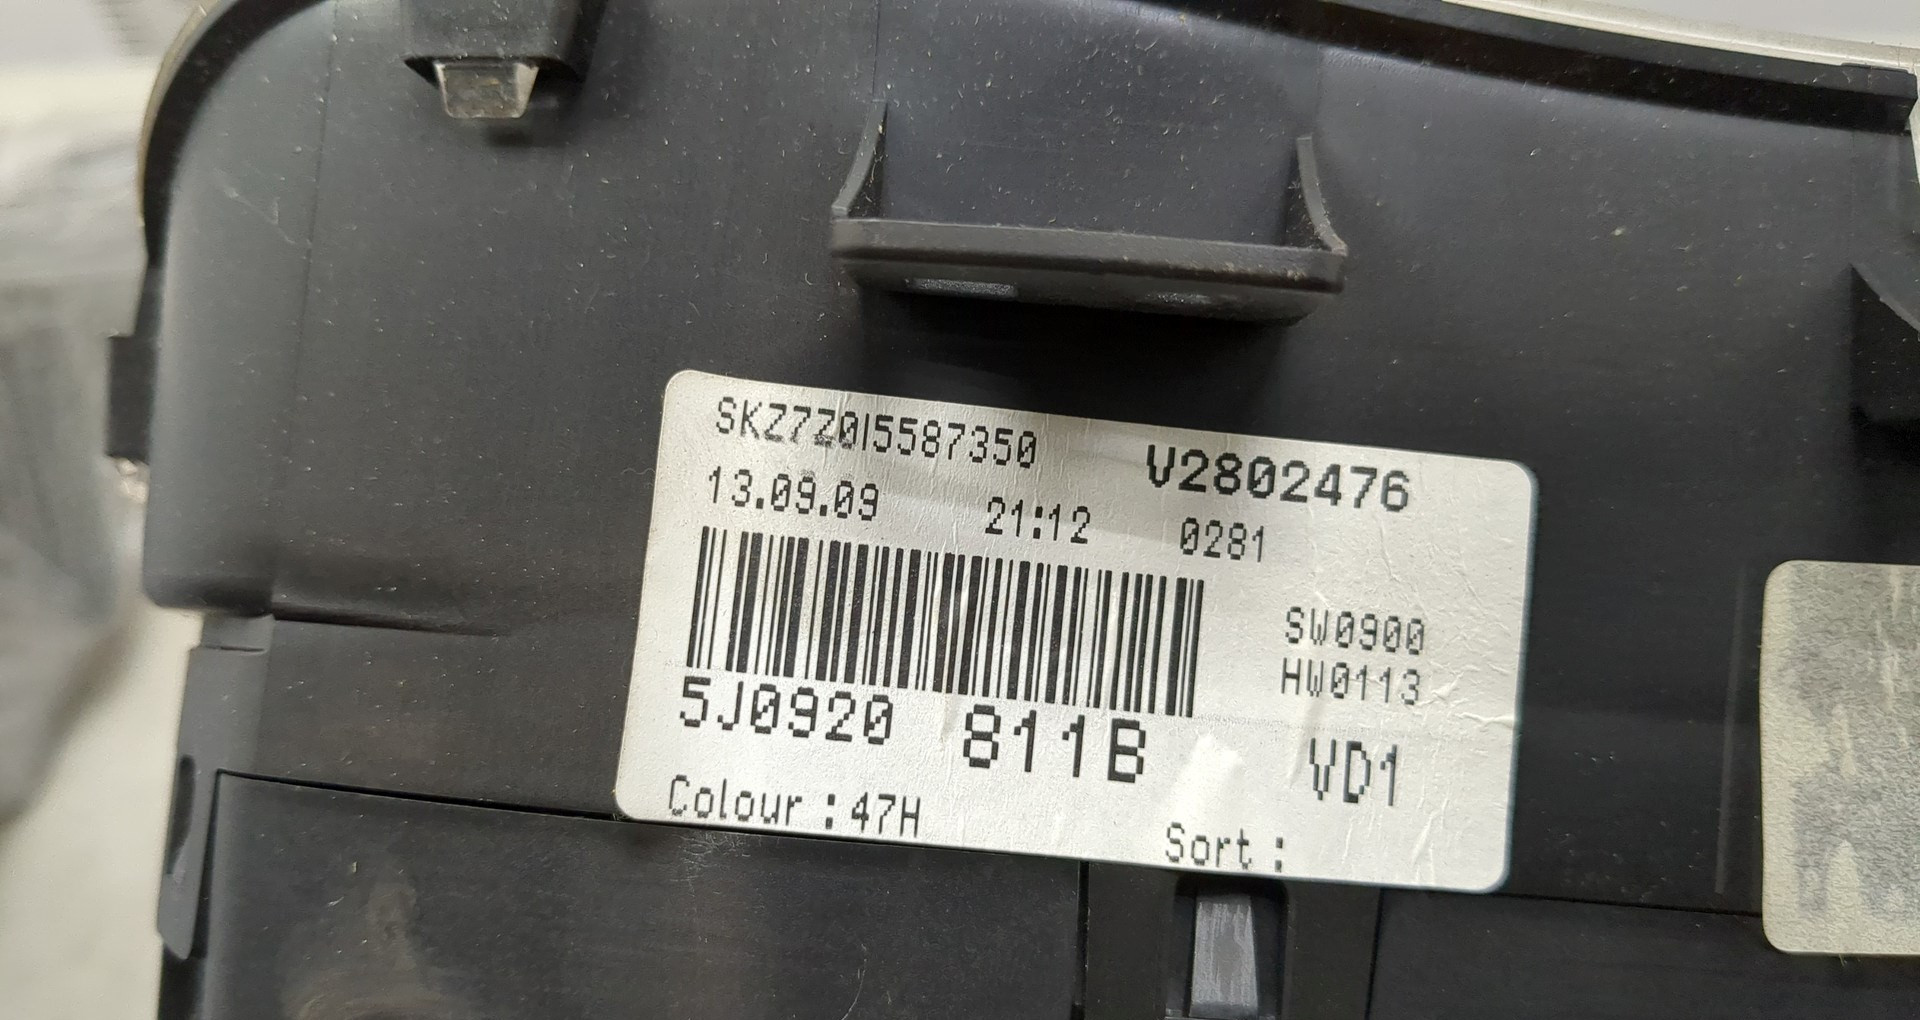 SKZ7Z0I5587350 V2802476
13.09.09 21:12 0281
SW0900
HW0113
5J0920 811B VD1
Colour : 47H Sort :